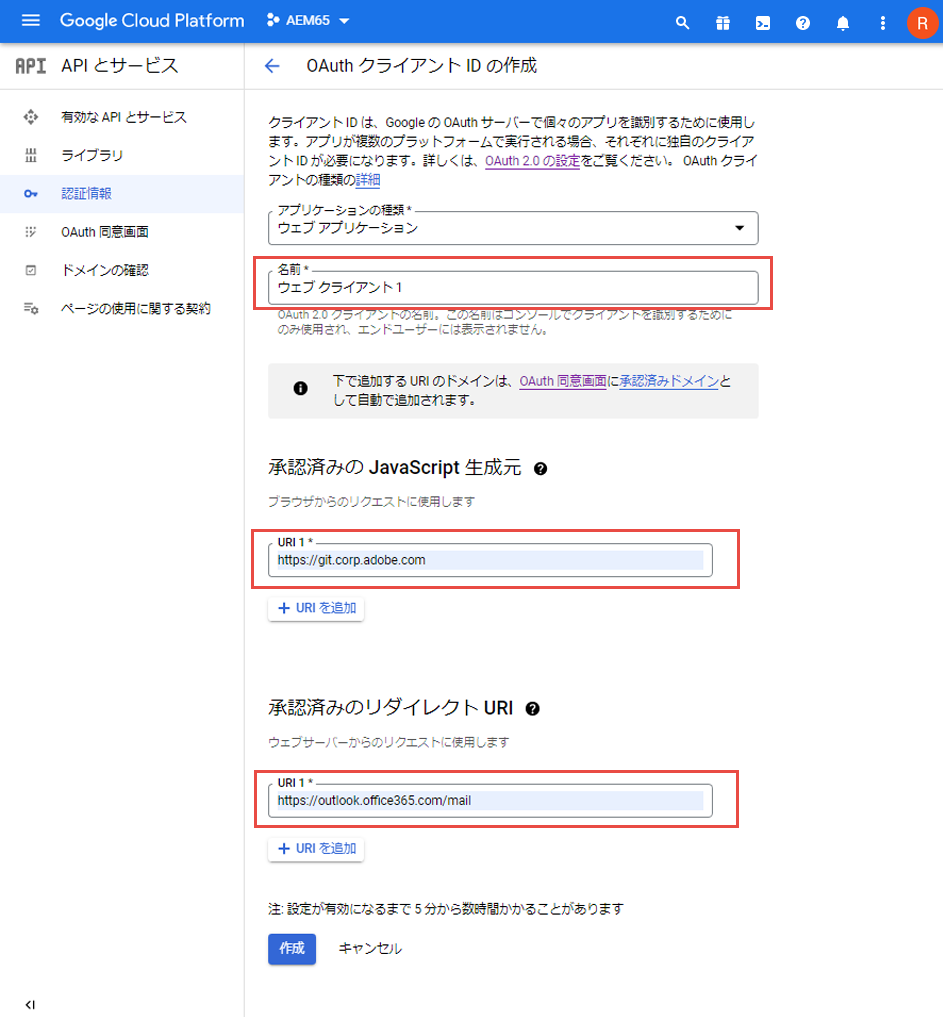 Google Cloud Platform AEM65 R
API API とサービス
有効な API とサービス
ライブラリ
認証情報
OAuth 同意画面
ドメインの確認
ページの使用に関する契約
OAuth クライアント ID の作成
クライアント ID は、Google の OAuth サーバーで個々のアプリを識別するために使用し
ます。アプリが複数のプラットフォームで実行される場合、それぞれに独自のクライア
ント ID が必要になります。詳しくは、OAuth 2.0 の設定をご覧ください。 OAuth クライ
アントの種類の詳細
アプリケーションの種類 *
ウェブ アプリケーション
名前 *
ウェブ クライアント 1
OAuth 2.0 クライアントの名前。この名前はコンソールでクライアントを識別するために
のみ使用され、エンドユーザーには表示されません。
下で追加する URI のドメインは、OAuth 同意画面に承認済みドメインと
して自動で追加されます。
承認済みの JavaScript 生成元
ブラウザからのリクエストに使用します
URI 1 *
https://git.corp.adobe.com
+ URI を追加
承認済みのリダイレクト URI
ウェブサーバーからのリクエストに使用します
URI 1 *
https://outlook.office365.com/mail
+ URI を追加
注: 設定が有効になるまで 5 分から数時間かかることがあります
作成 キャンセル